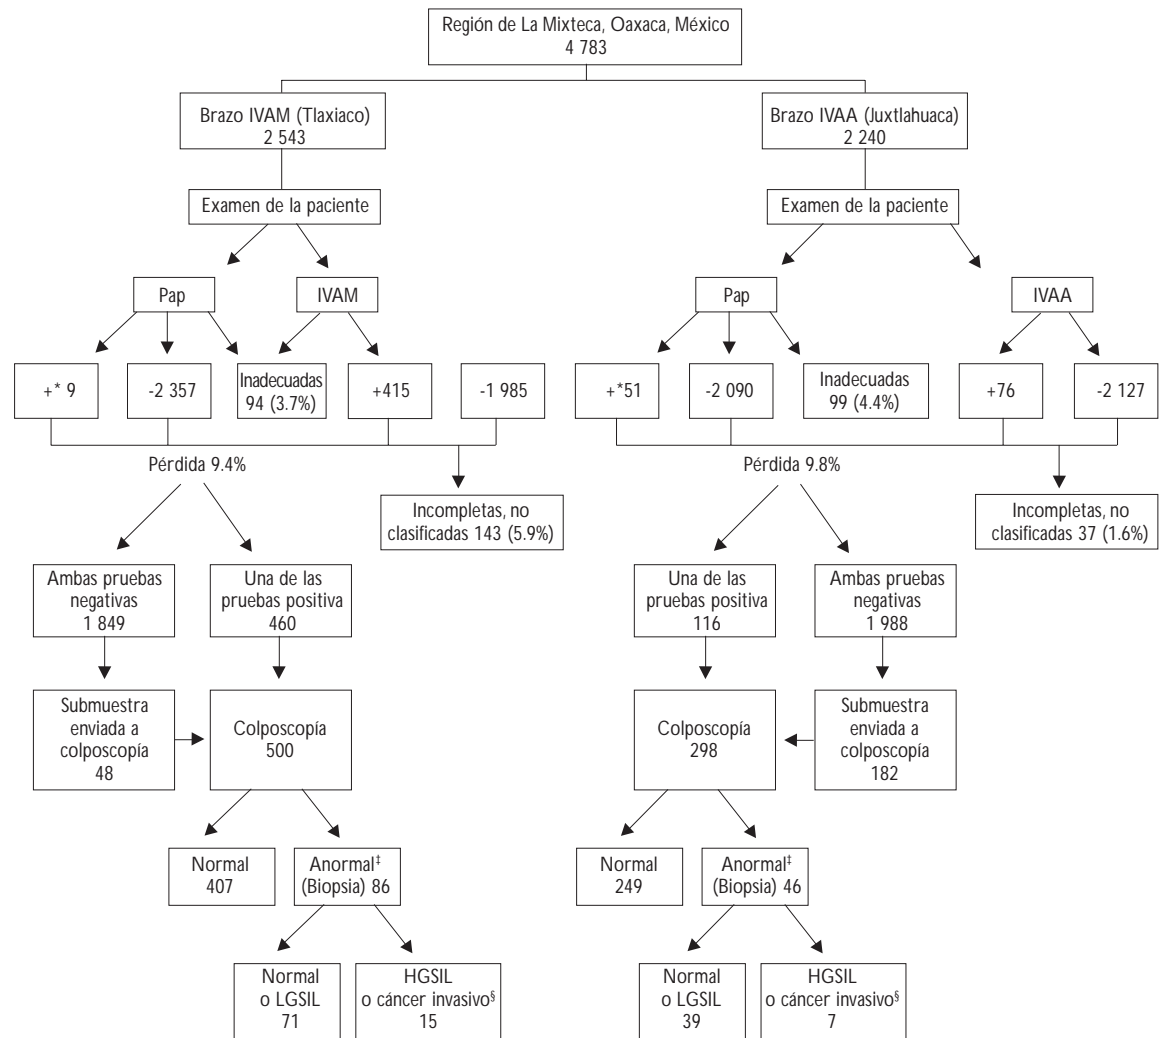 Región de La Mixteca, Oaxaca, México
4 783
Brazo IVAM (Tlaxiaco)
2 543
Brazo IVAA (Juxtlahuaca)
2 240
Examen de la paciente
Examen de la paciente
Pap
IVAM
Pap
IVAA
+* 9
-2 357
Inadecuadas
94 (3.7%)
+415
-1 985
+*51
-2 090
Inadecuadas
99 (4.4%)
+76
-2 127
Pérdida 9.4%
Pérdida 9.8%
Incompletas, no
clasificadas 143 (5.9%)
Incompletas, no
clasificadas 37 (1.6%)
Ambas pruebas
negativas
1 849
Una de las
pruebas positiva
460
Una de las
pruebas positiva
116
Ambas pruebas
negativas
1 988
Submuestra
enviada a
colposcopía
48
Colposcopía
500
Colposcopía
298
Submuestra
enviada a
colposcopía
182
Normal
407
Anormal‡
(Biopsia) 86
Normal
249
Anormal‡
(Biopsia) 46
Normal
o LGSIL
71
HGSIL
o cáncer invasivo§
15
Normal
o LGSIL
39
HGSIL
o cáncer invasivo§
7